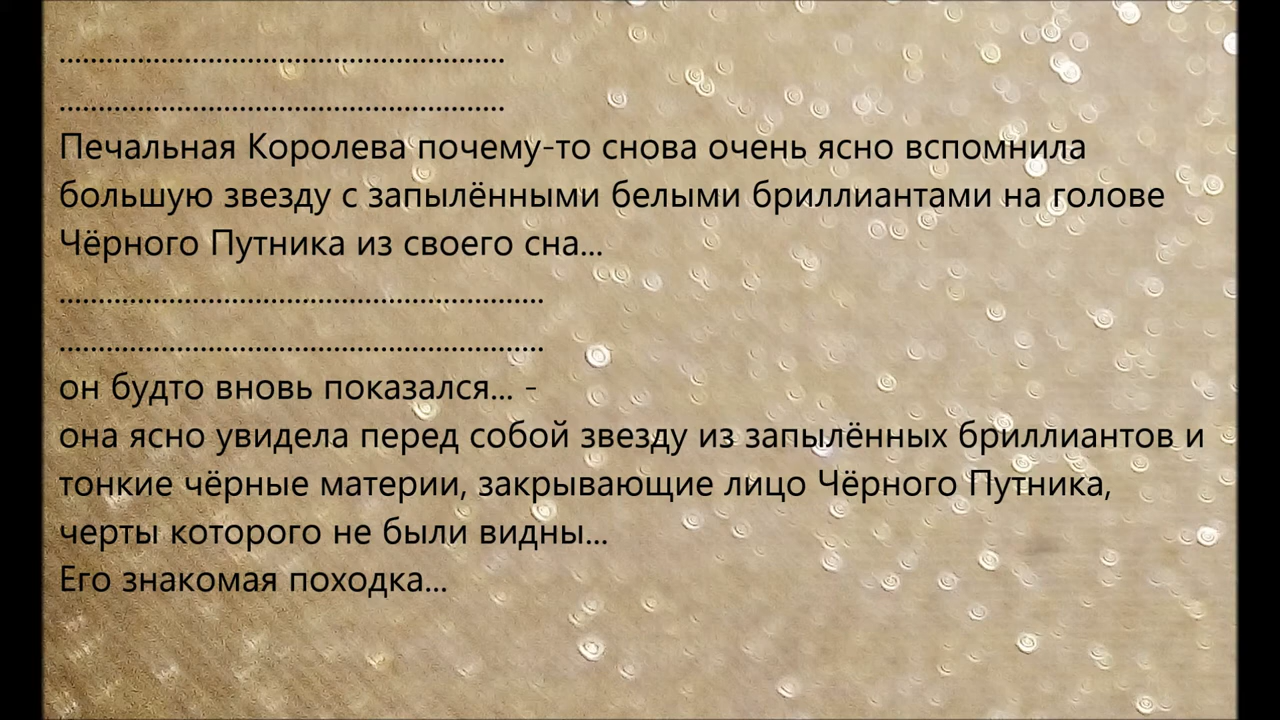 .........................................................
.........................................................
Печальная Королева почему-то снова очень ясно вспомнила
большую звезду с запылёнными белыми бриллиантами на голове
Чёрного Путника из своего сна...
..............................................................
..............................................................
он будто вновь показался... -
она ясно увидела перед собой звезду из запылённых бриллиантов и
тонкие чёрные материи, закрывающие лицо Чёрного Путника,
черты которого не были видны...
Его знакомая походка...